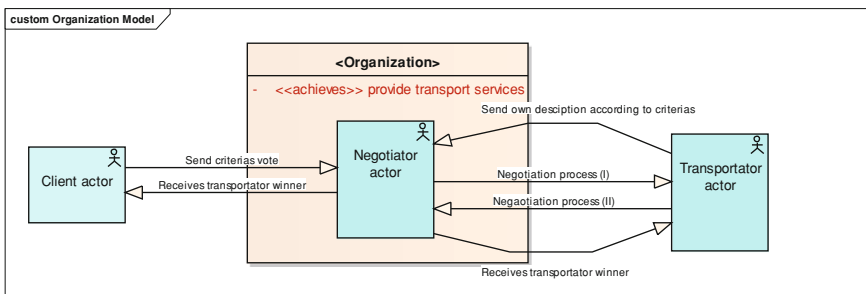 custom Organization Model
<Organization>
- <<achieves>> provide transport services
Send own desciption according to criterias
Negotiator
actor
Client actor
Transportator
actor
Send criterias vote
Receives transportator winner
Negotiation process (I)
Negaotiation process (II)
Receives transportator winner